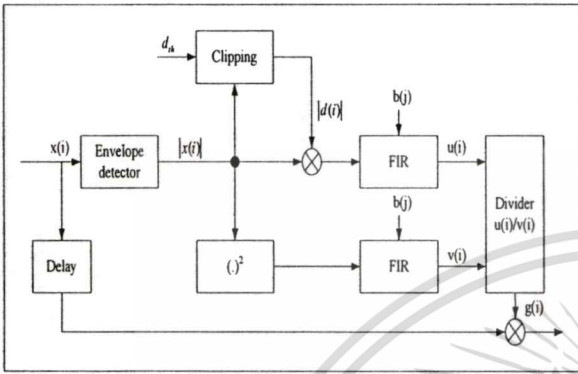 d_th
Clipping
|d(i)|
b(j)
x(i)
Envelope
detector
|x(i)|
FIR
u(i)
Divider
u(i)/v(i)
b(j)
Delay
(.)²
FIR
v(i)
g(i)